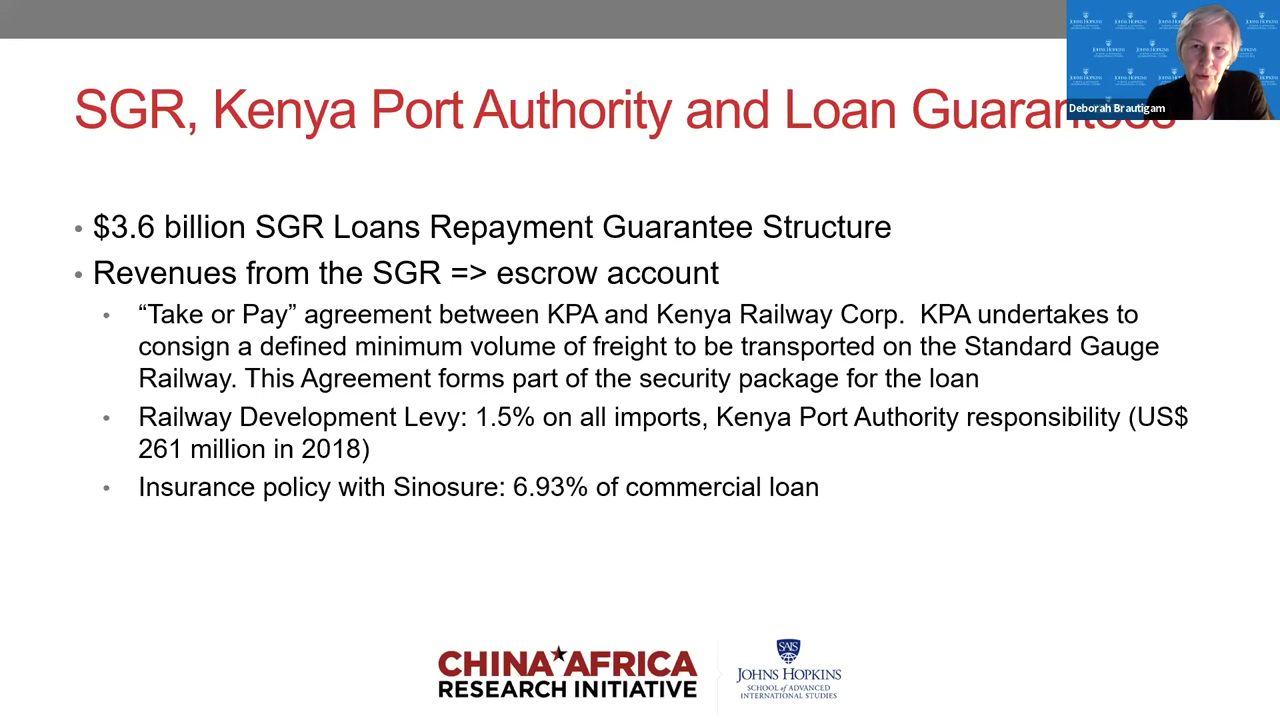 SGR, Kenya Port Authority and Loan Guarantees
Deborah Brautigam
• $3.6 billion SGR Loans Repayment Guarantee Structure
• Revenues from the SGR => escrow account
• “Take or Pay” agreement between KPA and Kenya Railway Corp. KPA undertakes to
consign a defined minimum volume of freight to be transported on the Standard Gauge
Railway. This Agreement forms part of the security package for the loan
• Railway Development Levy: 1.5% on all imports, Kenya Port Authority responsibility (US$
261 million in 2018)
• Insurance policy with Sinosure: 6.93% of commercial loan
CHINA★AFRICA
RESEARCH INITIATIVE
SAIS
JOHNS HOPKINS
SCHOOL of ADVANCED
INTERNATIONAL STUDIES